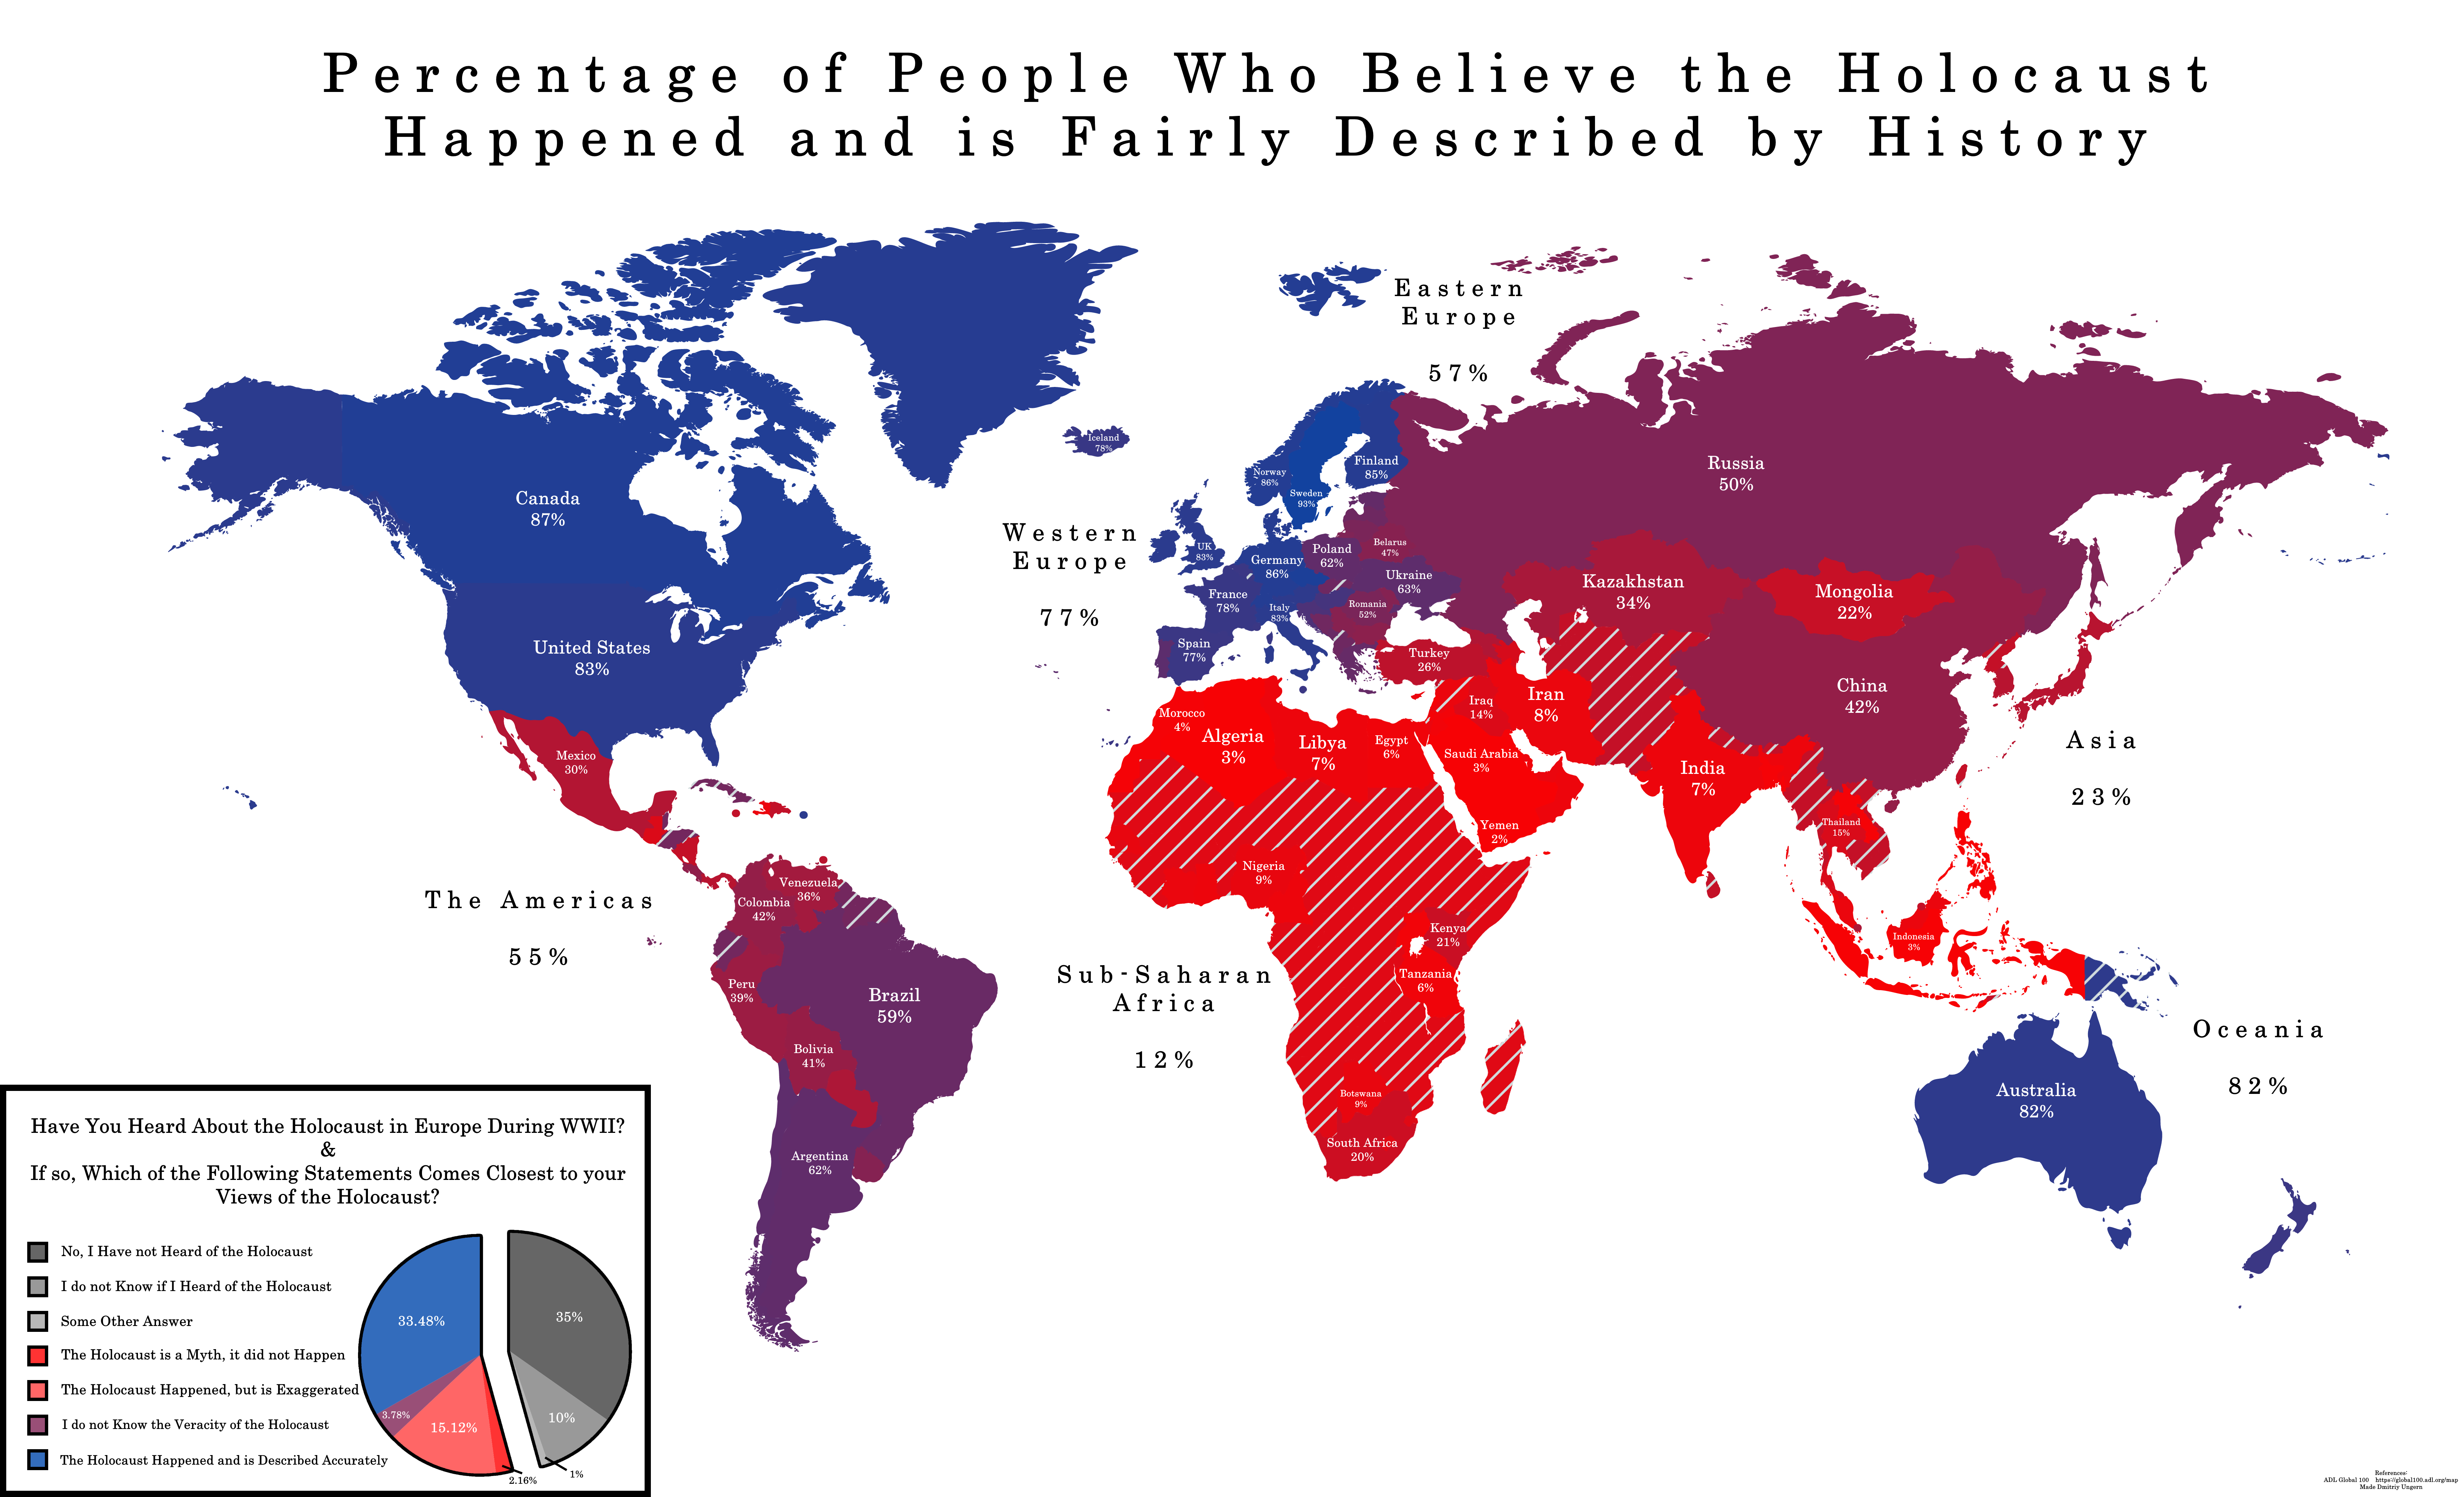 Percentage of People Who Believe the Holocaust
Happened and is Fairly Described by History
Eastern
Europe
57%
Iceland
78%
Norway
86%
Sweden
93%
Finland
85%
Russia
50%
Canada
87%
Western
Europe
77%
UK
83%
Germany
86%
Poland
62%
Belarus
47%
Ukraine
63%
France
78%
Italy
83%
Romania
52%
Spain
77%
Turkey
26%
Kazakhstan
34%
Mongolia
22%
China
42%
United States
83%
Mexico
30%
Morocco
4%
Algeria
3%
Libya
7%
Egypt
6%
Iraq
14%
Iran
8%
Saudi Arabia
3%
Yemen
2%
India
7%
Thailand
15%
Asia
23%
The Americas
55%
Venezuela
36%
Colombia
42%
Peru
39%
Brazil
59%
Bolivia
41%
Argentina
62%
Nigeria
9%
Kenya
21%
Tanzania
6%
Sub-Saharan
Africa
12%
Botswana
9%
South Africa
20%
Indonesia
3%
Oceania
82%
Australia
82%
Have You Heard About the Holocaust in Europe During WWII?
&
If so, Which of the Following Statements Comes Closest to your
Views of the Holocaust?
No, I Have not Heard of the Holocaust
I do not Know if I Heard of the Holocaust
Some Other Answer
The Holocaust is a Myth, it did not Happen
The Holocaust Happened, but is Exaggerated
I do not Know the Veracity of the Holocaust
The Holocaust Happened and is Described Accurately
33.48%
35%
3.78%
15.12%
10%
2.16%
1%
References:
ADL Global 100 https://global100.adl.org/map
Made Dmitriy Ungern